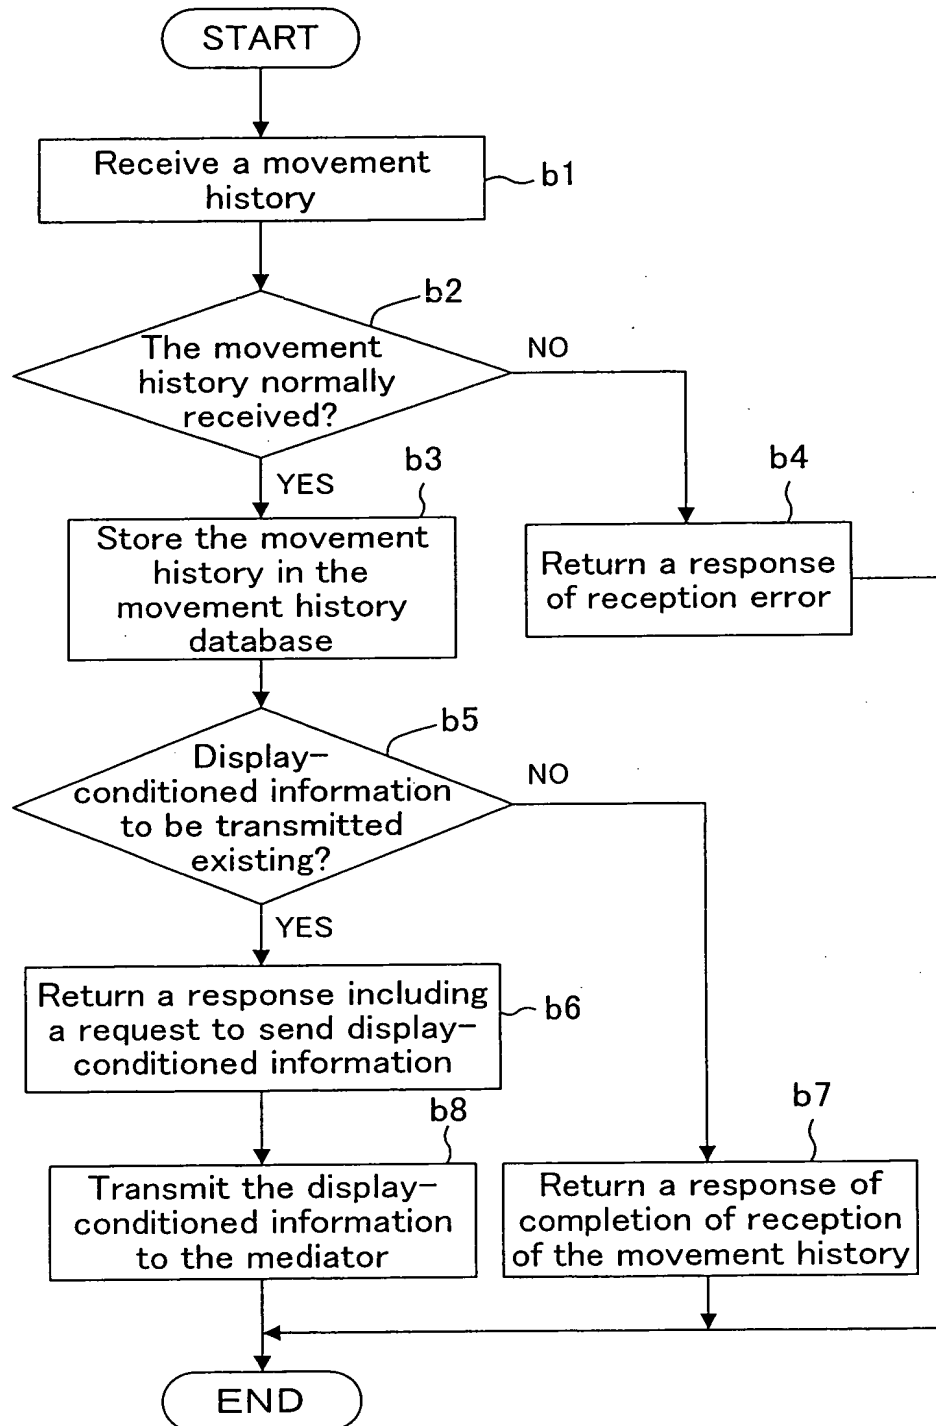 START
Receive a movement
history
b1
b2
The movement
history normally
received?
NO
YES
b3
b4
Store the movement
history in the
movement history
database
Return a response
of reception error
b5
Display-
conditioned information
to be transmitted
existing?
NO
YES
Return a response including
a request to send display-
conditioned information
b6
b8
b7
Transmit the display-
conditioned information
to the mediator
Return a response of
completion of reception
of the movement history
END